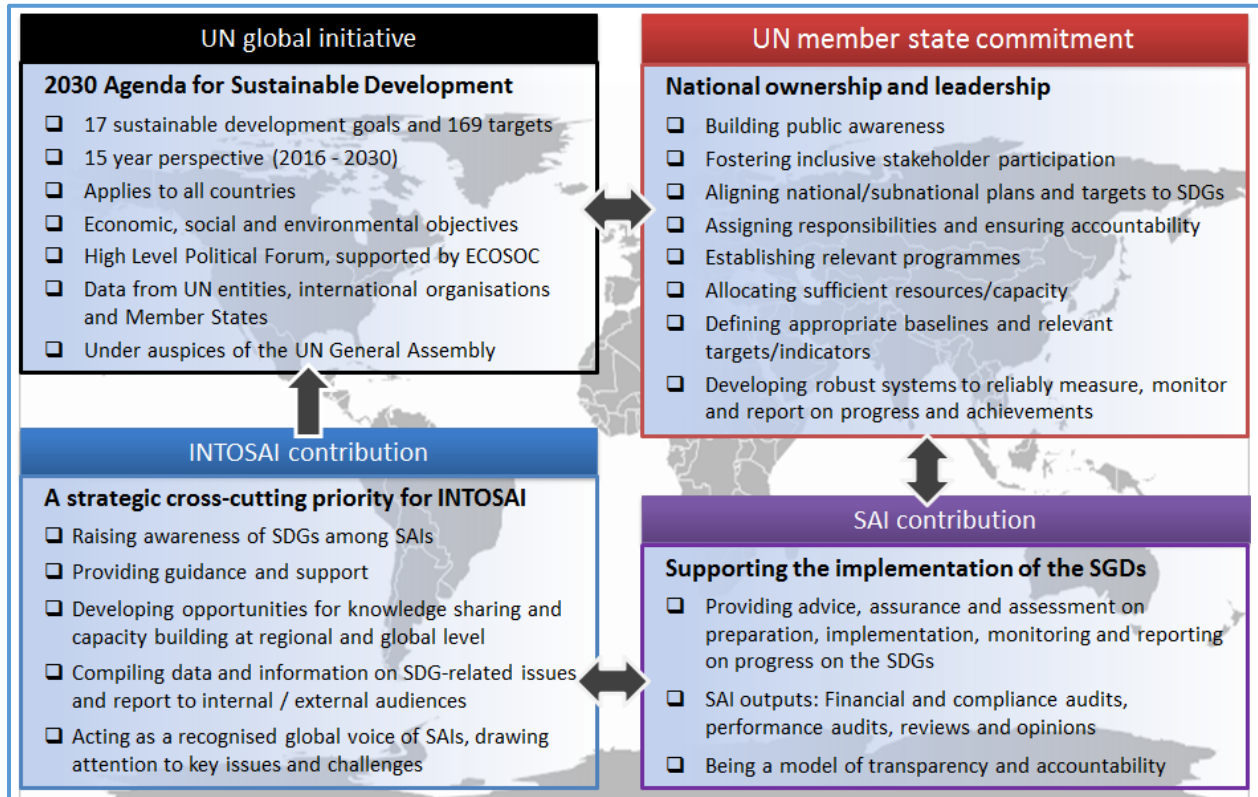 UN global initiative
2030 Agenda for Sustainable Development
❑ 17 sustainable development goals and 169 targets
❑ 15 year perspective (2016 - 2030)
❑ Applies to all countries
❑ Economic, social and environmental objectives
❑ High Level Political Forum, supported by ECOSOC
❑ Data from UN entities, international organisations
and Member States
❑ Under auspices of the UN General Assembly
UN member state commitment
National ownership and leadership
❑ Building public awareness
❑ Fostering inclusive stakeholder participation
❑ Aligning national/subnational plans and targets to SDGs
❑ Assigning responsibilities and ensuring accountability
❑ Establishing relevant programmes
❑ Allocating sufficient resources/capacity
❑ Defining appropriate baselines and relevant
targets/indicators
❑ Developing robust systems to reliably measure, monitor
and report on progress and achievements
INTOSAI contribution
A strategic cross-cutting priority for INTOSAI
❑ Raising awareness of SDGs among SAIs
❑ Providing guidance and support
❑ Developing opportunities for knowledge sharing and
capacity building at regional and global level
❑ Compiling data and information on SDG-related issues
and report to internal / external audiences
❑ Acting as a recognised global voice of SAIs, drawing
attention to key issues and challenges
SAI contribution
Supporting the implementation of the SGDs
❑ Providing advice, assurance and assessment on
preparation, implementation, monitoring and reporting
on progress on the SDGs
❑ SAI outputs: Financial and compliance audits,
performance audits, reviews and opinions
❑ Being a model of transparency and accountability